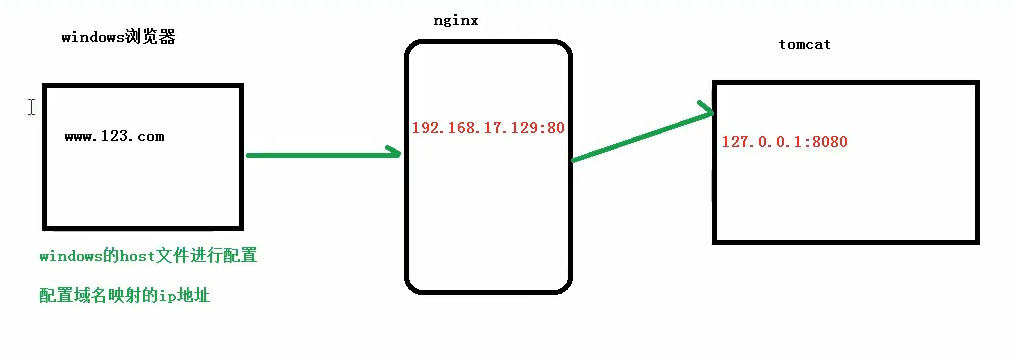 windows浏览器
nginx
tomcat
www.123.com
192.168.17.129:80
127.0.0.1:8080
windows的host文件进行配置
配置域名映射的ip地址